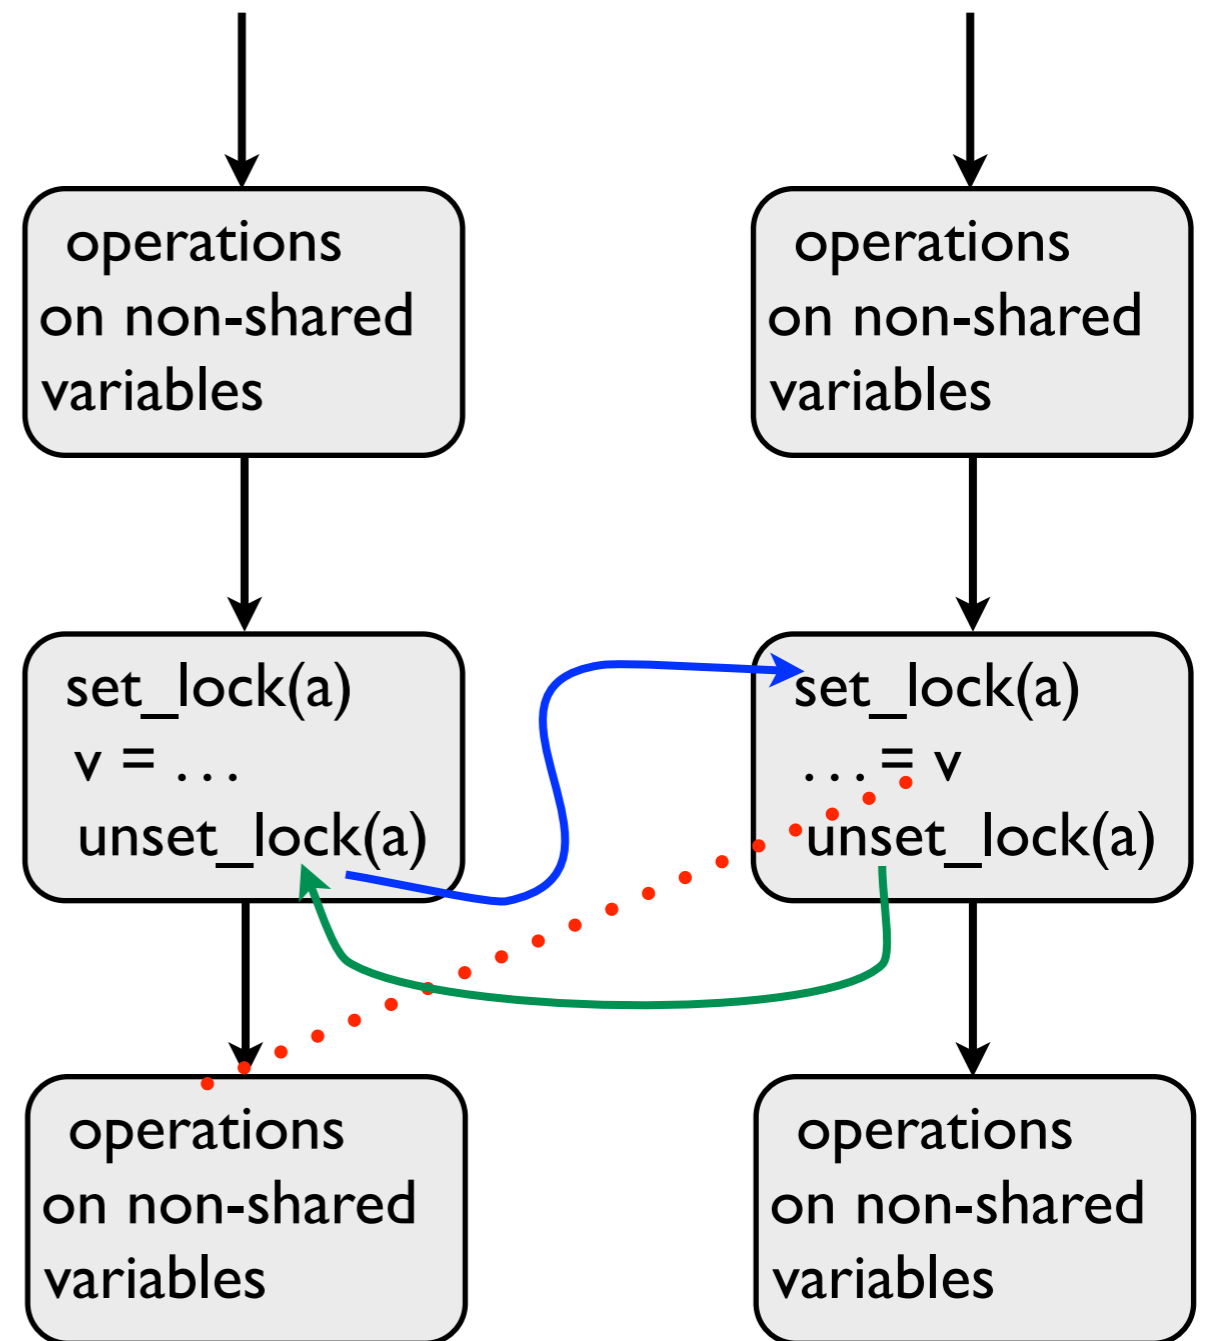 operations
on non-shared
variables
operations
on non-shared
variables
set_lock(a)
v = . . .
unset_lock(a)
set_lock(a)
. . . = v
unset_lock(a)
operations
on non-shared
variables
operations
on non-shared
variables